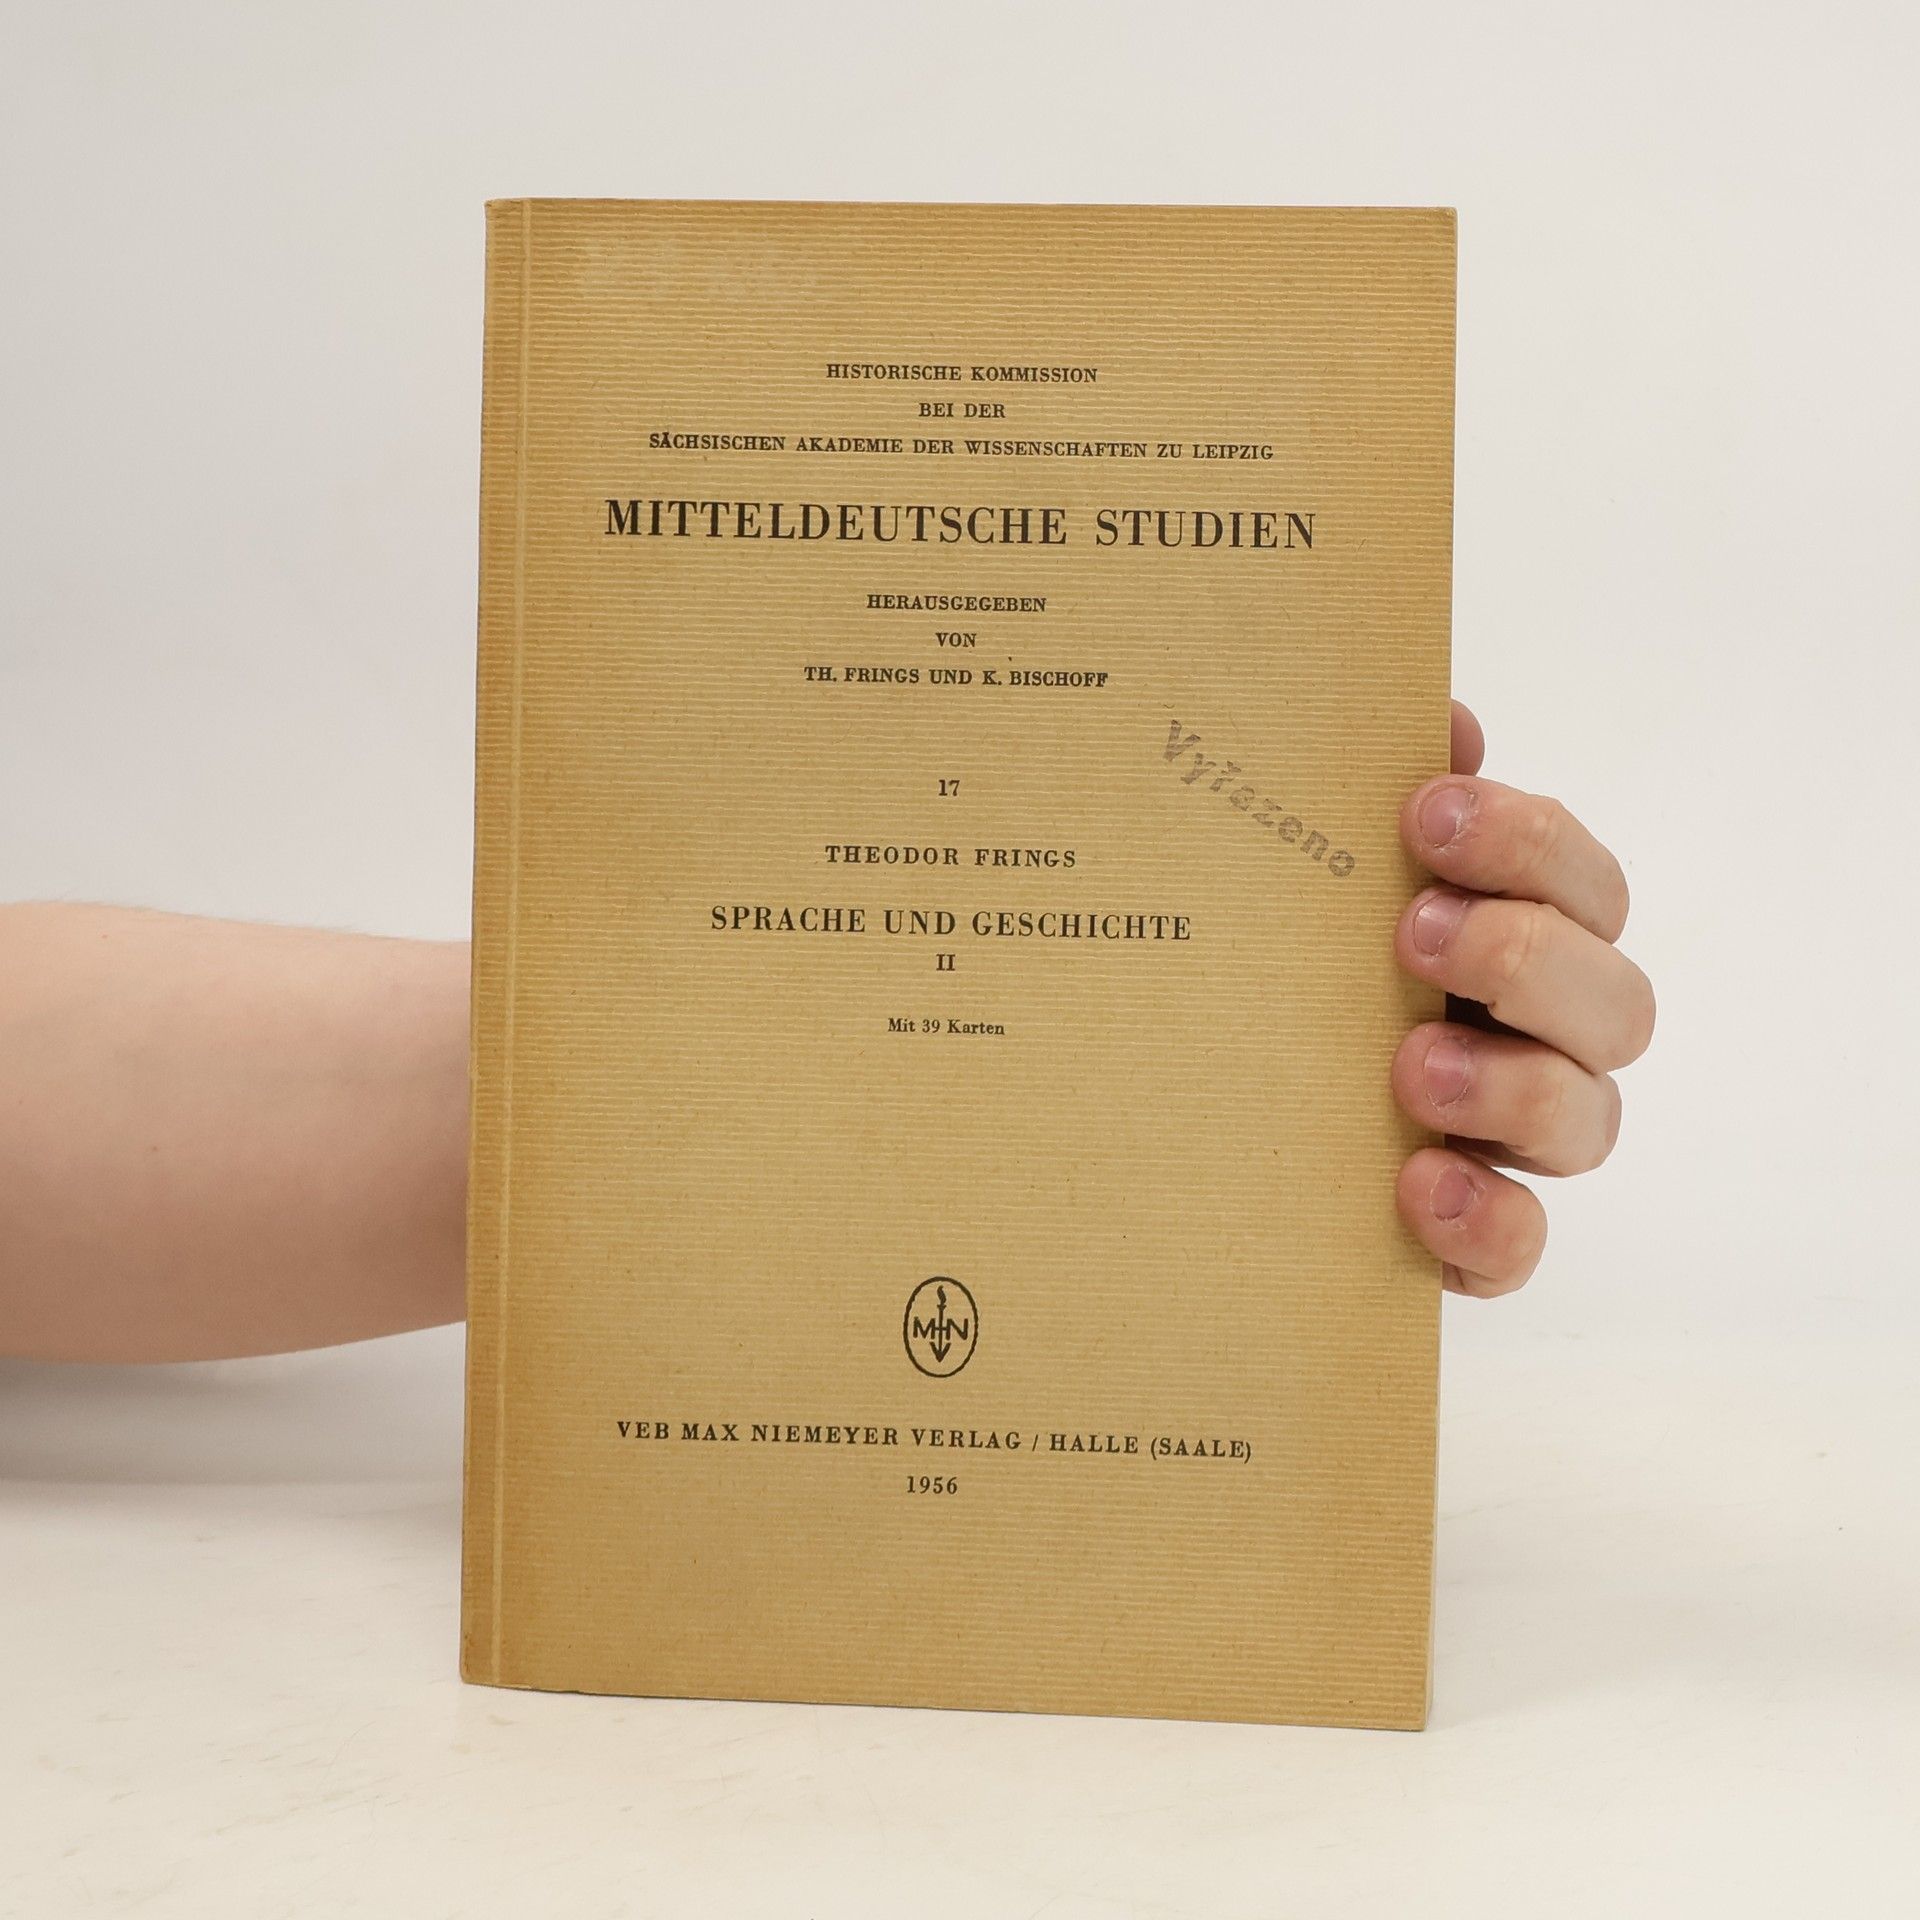 HISTORISCHE KOMMISSION
BEI DER
SÄCHSISCHEN AKADEMIE DER WISSENSCHAFTEN ZU LEIPZIG
MITTELDEUTSCHE STUDIEN
HERAUSGEGEBEN
VON
TH. FRINGS UND K. BISCHOFF
Vyřazeno
17
THEODOR FRINGS
SPRACHE UND GESCHICHTE
II
Mit 39 Karten
MN
VEB MAX NIEMEYER VERLAG / HALLE (SAALE)
1956